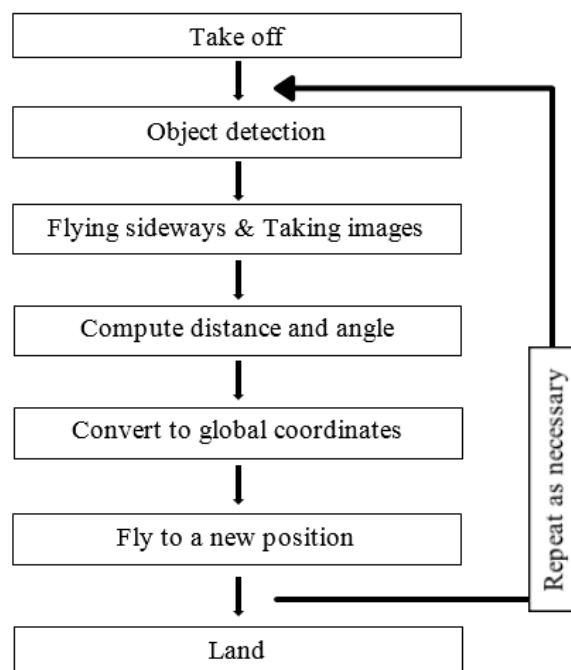 Take off
Object detection
Flying sideways & Taking images
Compute distance and angle
Convert to global coordinates
Fly to a new position
Land
Repeat as necessary